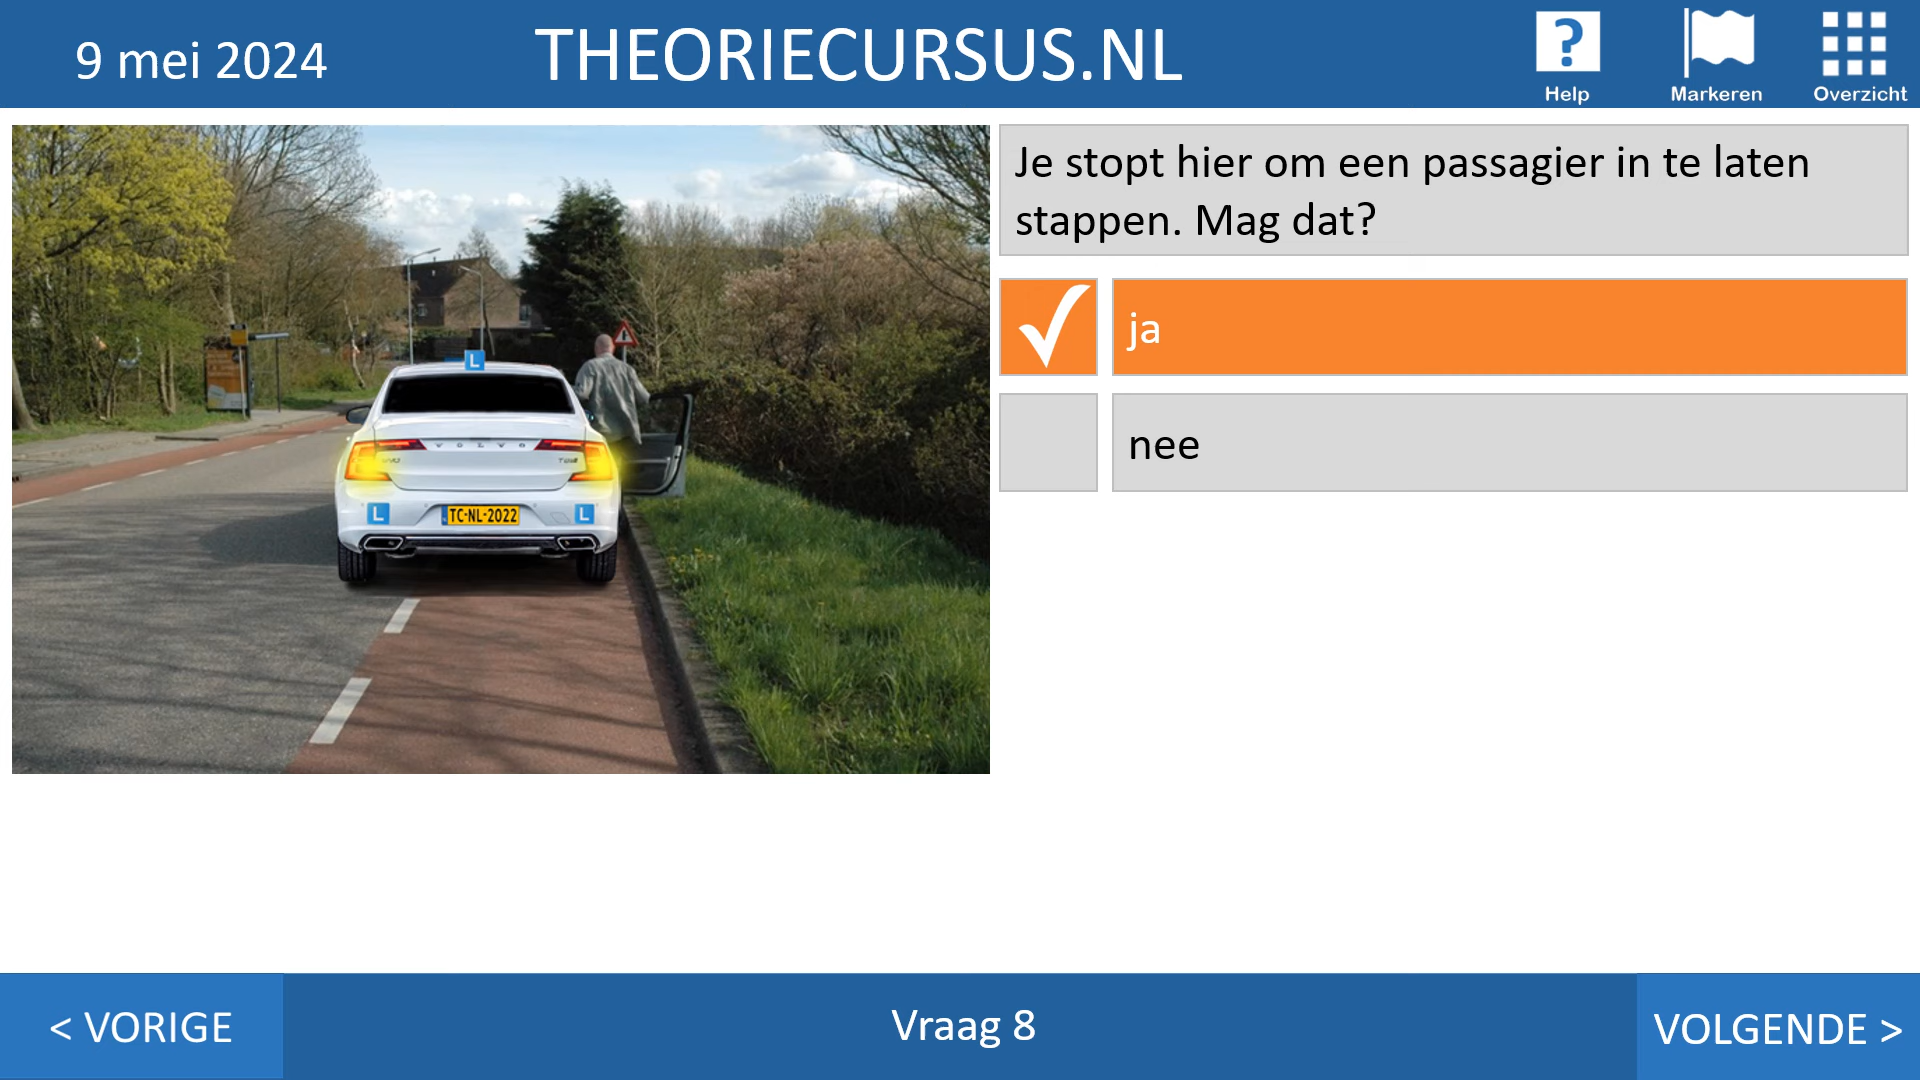 9 mei 2024
THEORIECURSUS.NL
?
Help
Markeren
Overzicht
Je stopt hier om een passagier in te laten
stappen. Mag dat?
ja
nee
L
VOLVO
L
TC-NL-2022
L
< VORIGE
Vraag 8
VOLGENDE >